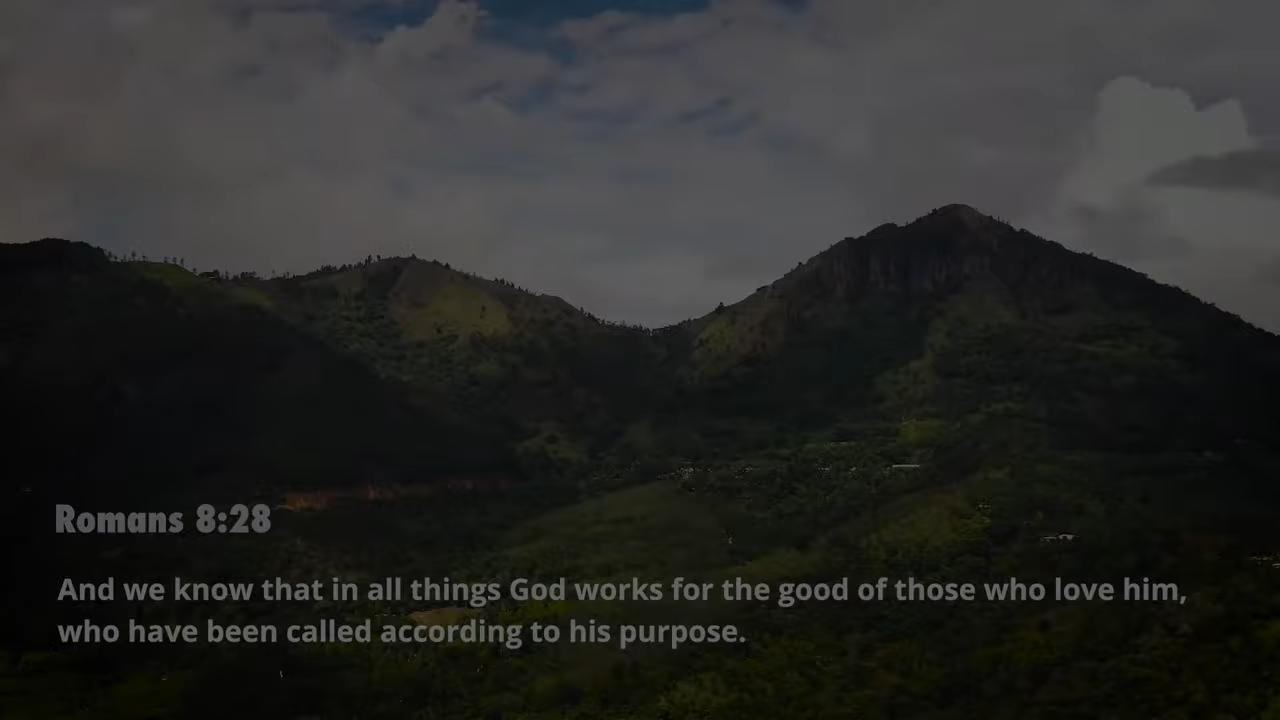 Romans 8:28
And we know that in all things God works for the good of those who love him,
who have been called according to his purpose.